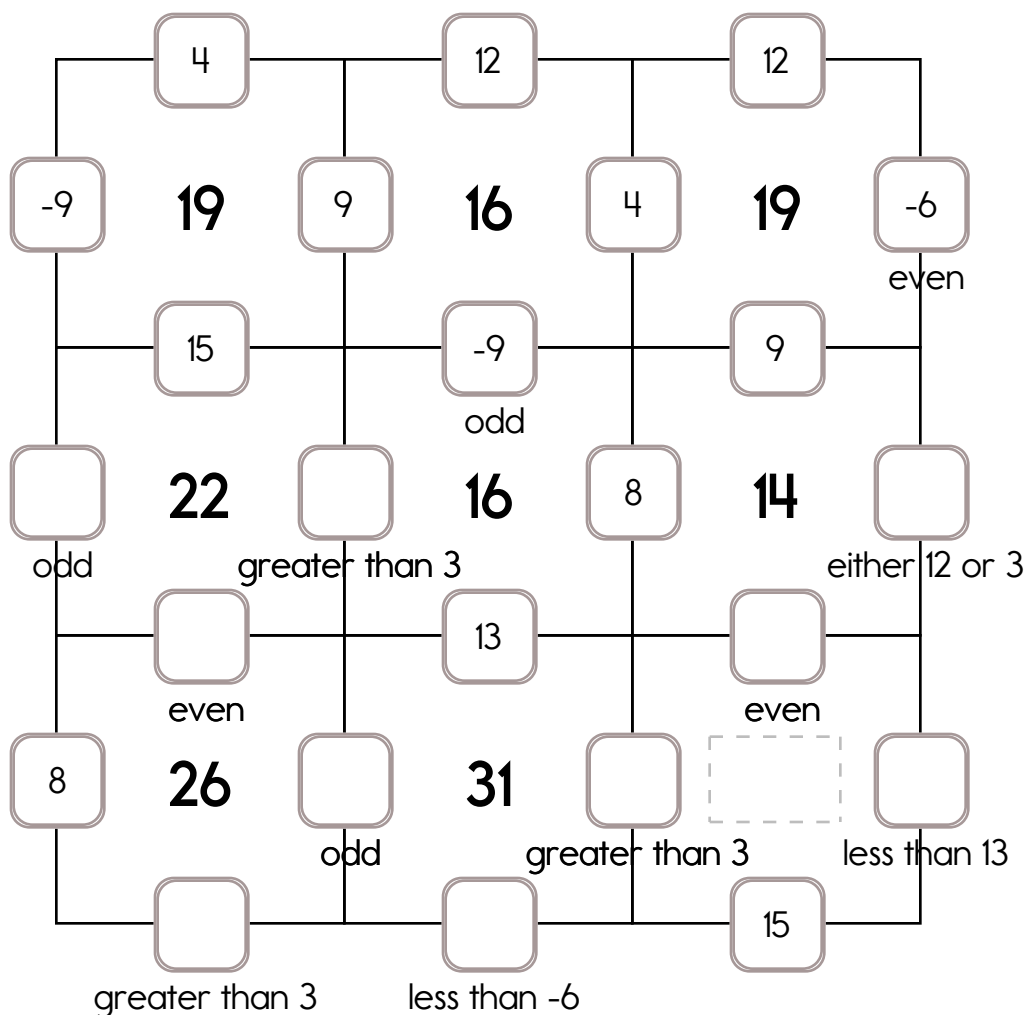 4 12 12
-9 19 9 16 4 19 -6
even
15 -9 9
odd
22 16 8 14
odd greater than 3 either 12 or 3
13
even even
8 26 31
odd greater than 3 less than 13
15
greater than 3 less than -6